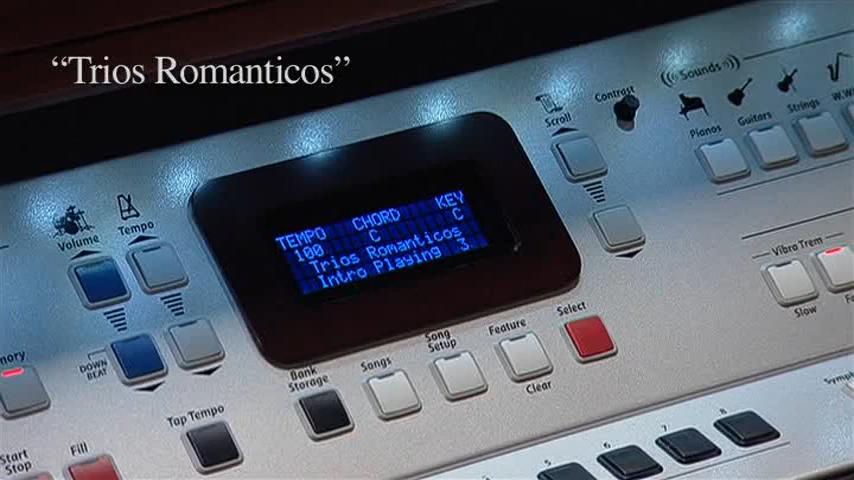 “Trios Romanticos”
Sounds
Contrast
Scroll
Pianos
Guitars
Strings
Volume
Tempo
TEMPO CHORD KEY
100 C C
Trios Romanticos
Intro Playing 3
Vibra Trem
Slow
DOWN
BEAT
Bank
Storage
Songs
Song
Setup
Feature
Select
Clear
Tap Tempo
Start
Stop
Fill
5 6 7 8